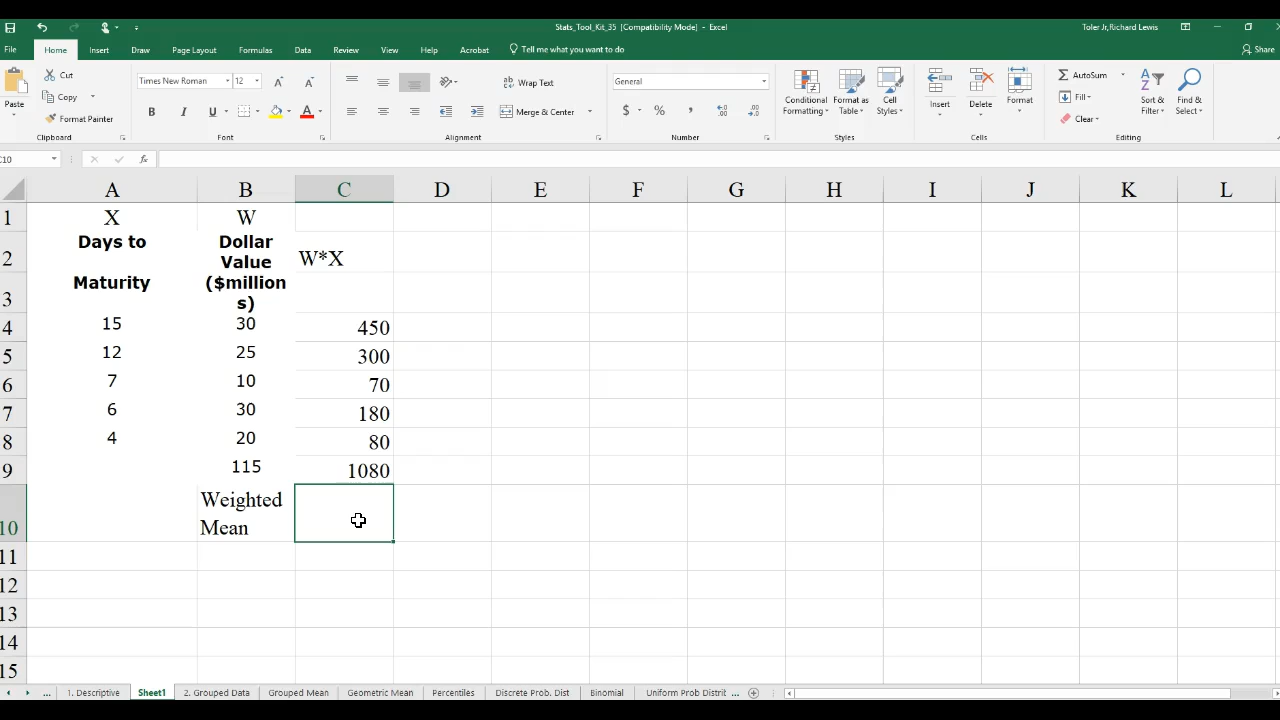 Stats_Tool_Kit_35 [Compatibility Mode] - Excel
Toler Jr,Richard Lewis
File Home Insert Draw Page Layout Formulas Data Review View Help Acrobat Tell me what you want to do Share
Paste
Cut
Copy
Format Painter
Clipboard
Times New Roman 12
B I U A
Font
Wrap Text
Merge & Center
Alignment
General
$ % ,
Number
Conditional Formatting
Format as Table
Cell Styles
Styles
Insert
Delete
Format
Cells
AutoSum
Fill
Clear
Sort & Filter
Find & Select
Editing
C10 fx
A B C D E F G H I J K L
1 X W
2 Days to Dollar Value W*X
3 Maturity ($millions)
4 15 30 450
5 12 25 300
6 7 10 70
7 6 30 180
8 4 20 80
9 115 1080
10 Weighted Mean
11
12
13
14
15
... 1. Descriptive Sheet1 2. Grouped Data Grouped Mean Geometric Mean Percentiles Discrete Prob. Dist Binomial Uniform Prob Distrit ...